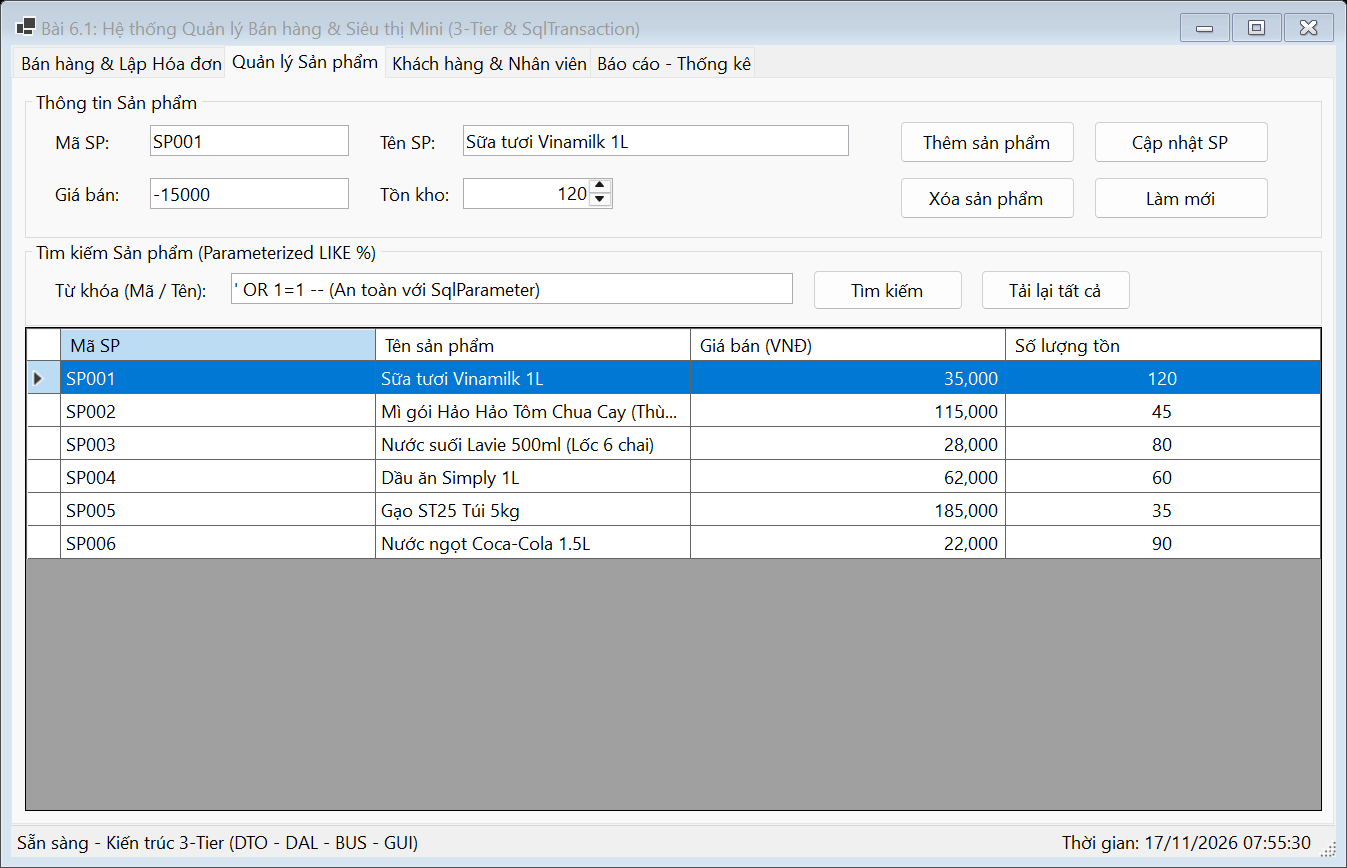 Bài 6.1: Hệ thống Quản lý Bán hàng & Siêu thị Mini (3-Tier & SqlTransaction)
Bán hàng & Lập Hóa đơn Quản lý Sản phẩm Khách hàng & Nhân viên Báo cáo - Thống kê
Thông tin Sản phẩm
Mã SP: SP001 Tên SP: Sữa tươi Vinamilk 1L Thêm sản phẩm Cập nhật SP
Giá bán: -15000 Tồn kho: 120 Xóa sản phẩm Làm mới
Tìm kiếm Sản phẩm (Parameterized LIKE %)
Từ khóa (Mã / Tên): ' OR 1=1 -- (An toàn với SqlParameter) Tìm kiếm Tải lại tất cả
Mã SP Tên sản phẩm Giá bán (VNĐ) Số lượng tồn
SP001 Sữa tươi Vinamilk 1L 35,000 120
SP002 Mì gói Hảo Hảo Tôm Chua Cay (Thù... 115,000 45
SP003 Nước suối Lavie 500ml (Lốc 6 chai) 28,000 80
SP004 Dầu ăn Simply 1L 62,000 60
SP005 Gạo ST25 Túi 5kg 185,000 35
SP006 Nước ngọt Coca-Cola 1.5L 22,000 90
Sẵn sàng - Kiến trúc 3-Tier (DTO - DAL - BUS - GUI) Thời gian: 17/11/2026 07:55:30